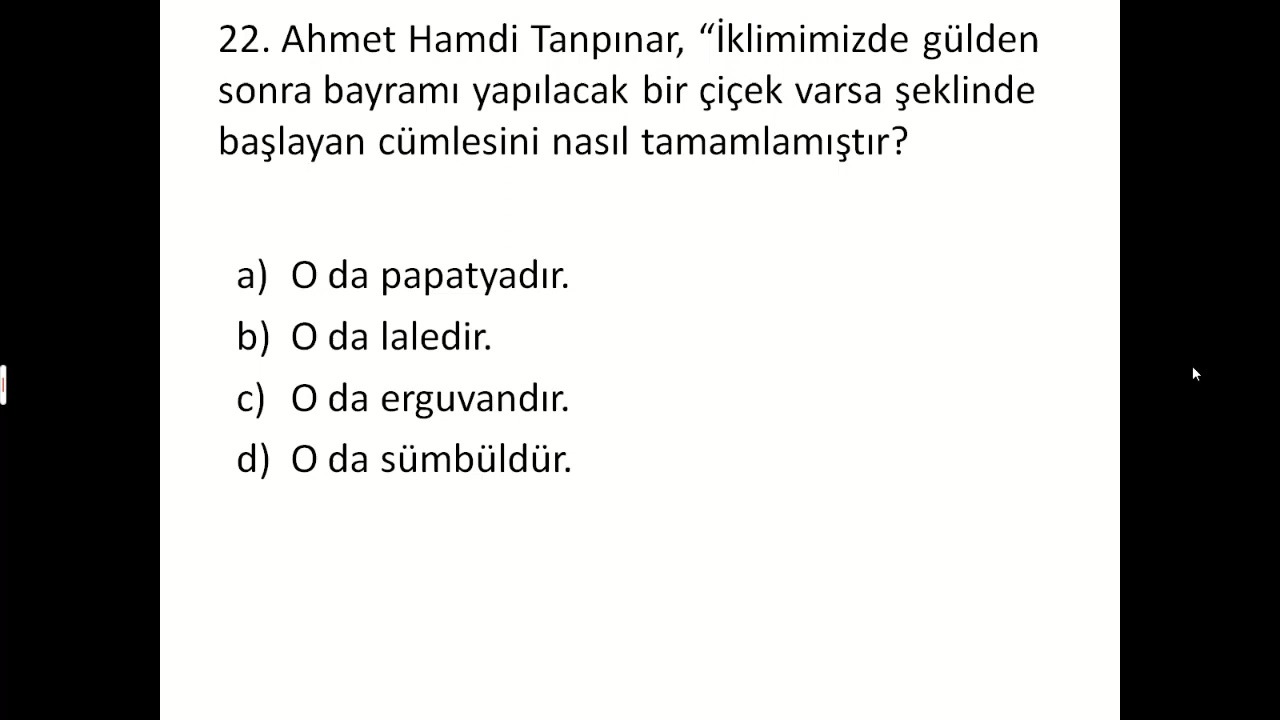 22. Ahmet Hamdi Tanpınar, “İklimimizde gülden
sonra bayramı yapılacak bir çiçek varsa şeklinde
başlayan cümlesini nasıl tamamlamıştır?
a) O da papatyadır.
b) O da laledir.
c) O da erguvandır.
d) O da sümbüldür.